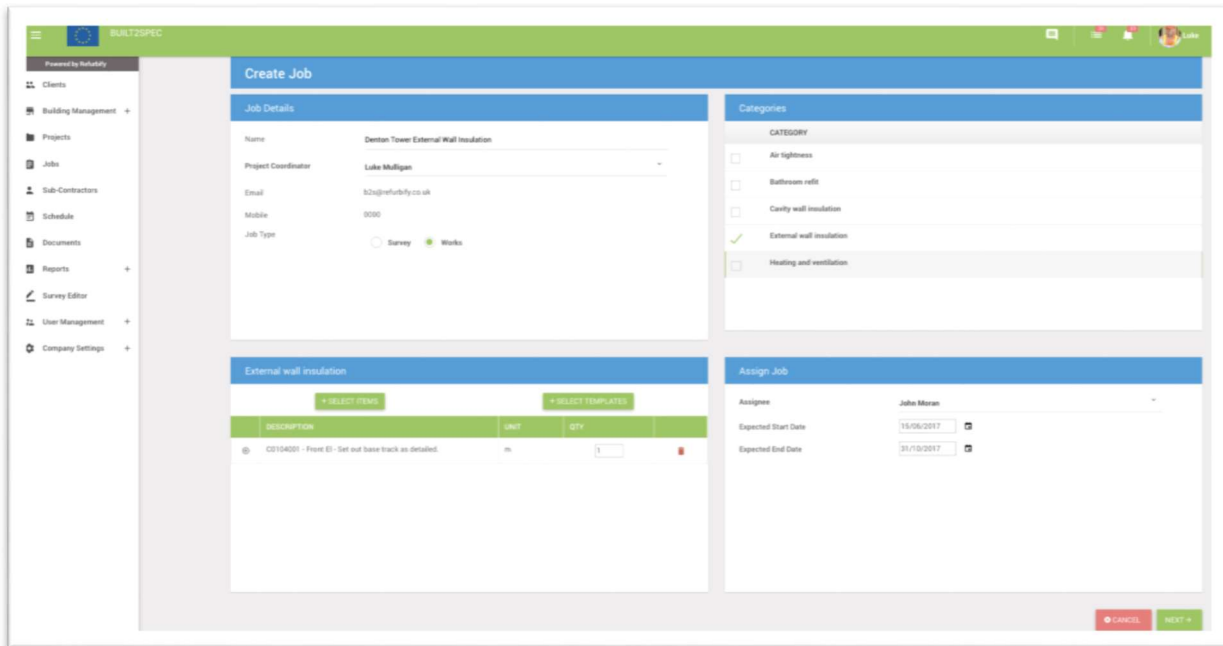 BUILT2SPEC
Luke
Powered by Refurbify
Clients
Building Management +
Projects
Jobs
Sub-Contractors
Schedule
Documents
Reports +
Survey Editor
User Management +
Company Settings +
Create Job
Job Details
Name Denton Tower External Wall Insulation
Project Coordinator Luke Mulligan
Email b2s@refurbify.co.uk
Mobile 0000
Job Type Survey Works
Categories
CATEGORY
Air tightness
Bathroom refit
Cavity wall insulation
External wall insulation
Heating and ventilation
External wall insulation
+ SELECT ITEMS + SELECT TEMPLATES
DESCRIPTION UNIT QTY
C0104001 - Front El - Set out base track as detailed. m 1
Assign Job
Assignee John Moran
Expected Start Date 15/06/2017
Expected End Date 31/10/2017
CANCEL NEXT →